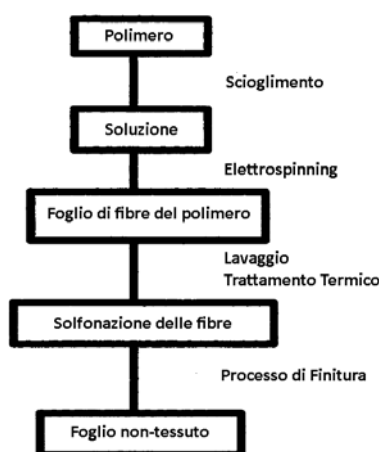 Polimero
Scioglimento
Soluzione
Elettrospinning
Foglio di fibre del polimero
Lavaggio
Trattamento Termico
Solfonazione delle fibre
Processo di Finitura
Foglio non-tessuto